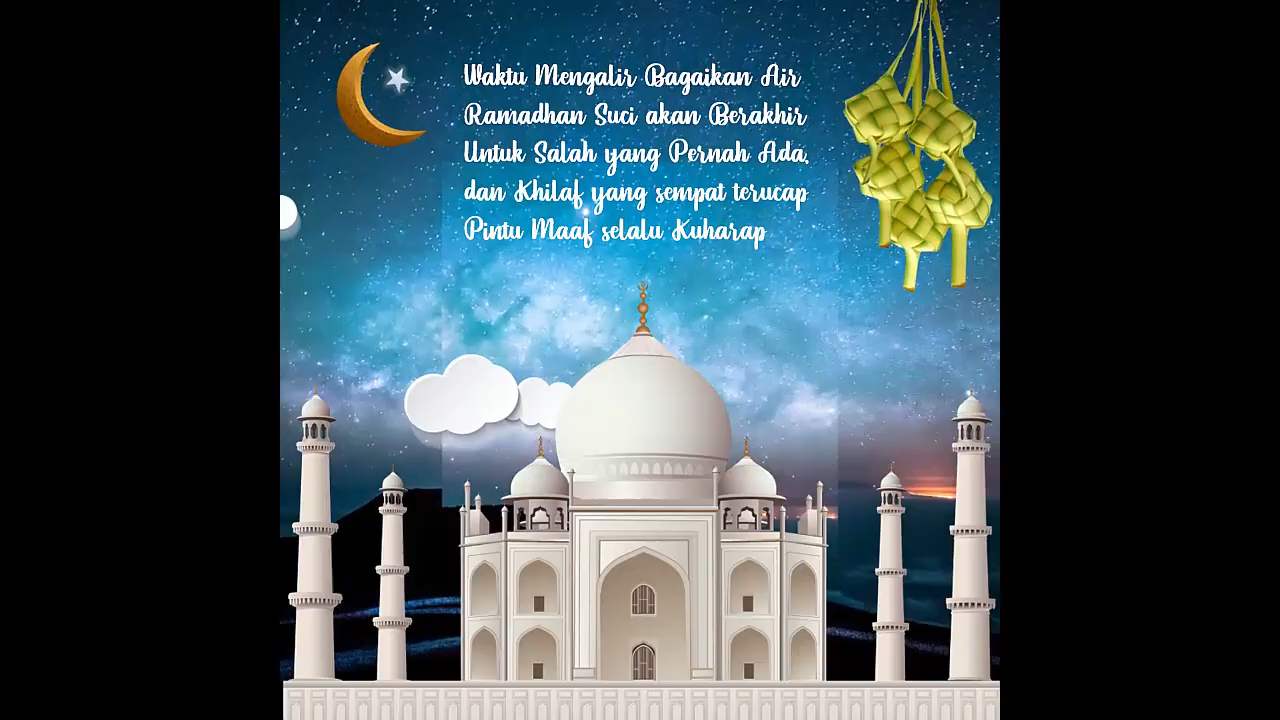 Waktu Mengalir Bagaikan Air
Ramadhan Suci akan Berakhir
Untuk Salah yang Pernah Ada,
dan Khilaf yang sempat terucap
Pintu Maaf selalu Kuharap